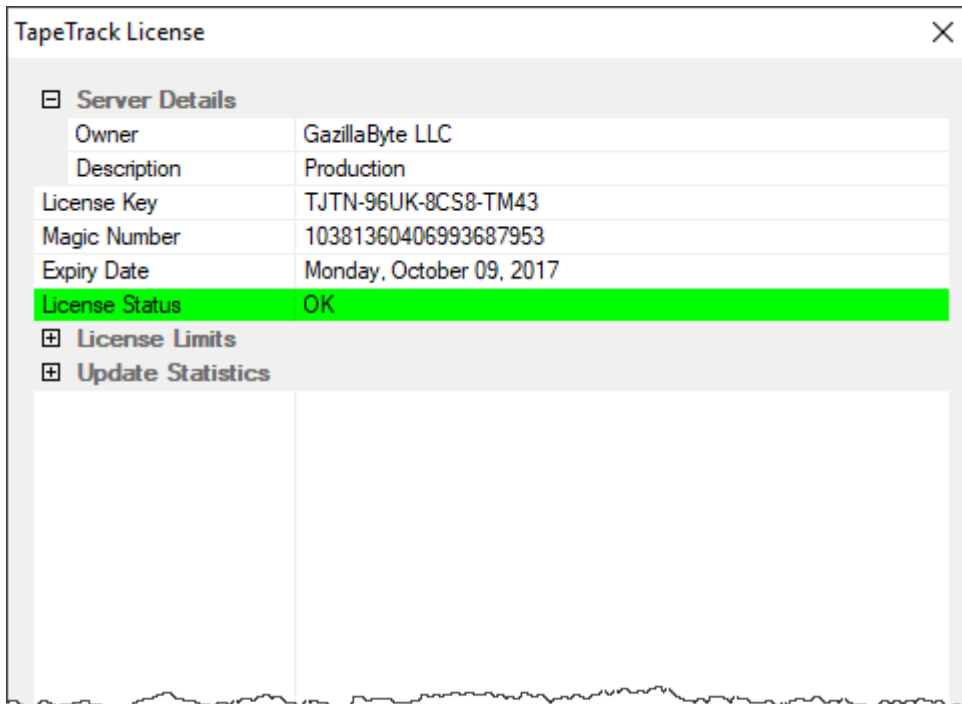 TapeTrack License
Server Details
Owner GazillaByte LLC
Description Production
License Key TJTN-96UK-8CS8-TM43
Magic Number 10381360406993687953
Expiry Date Monday, October 09, 2017
License Status OK
License Limits
Update Statistics